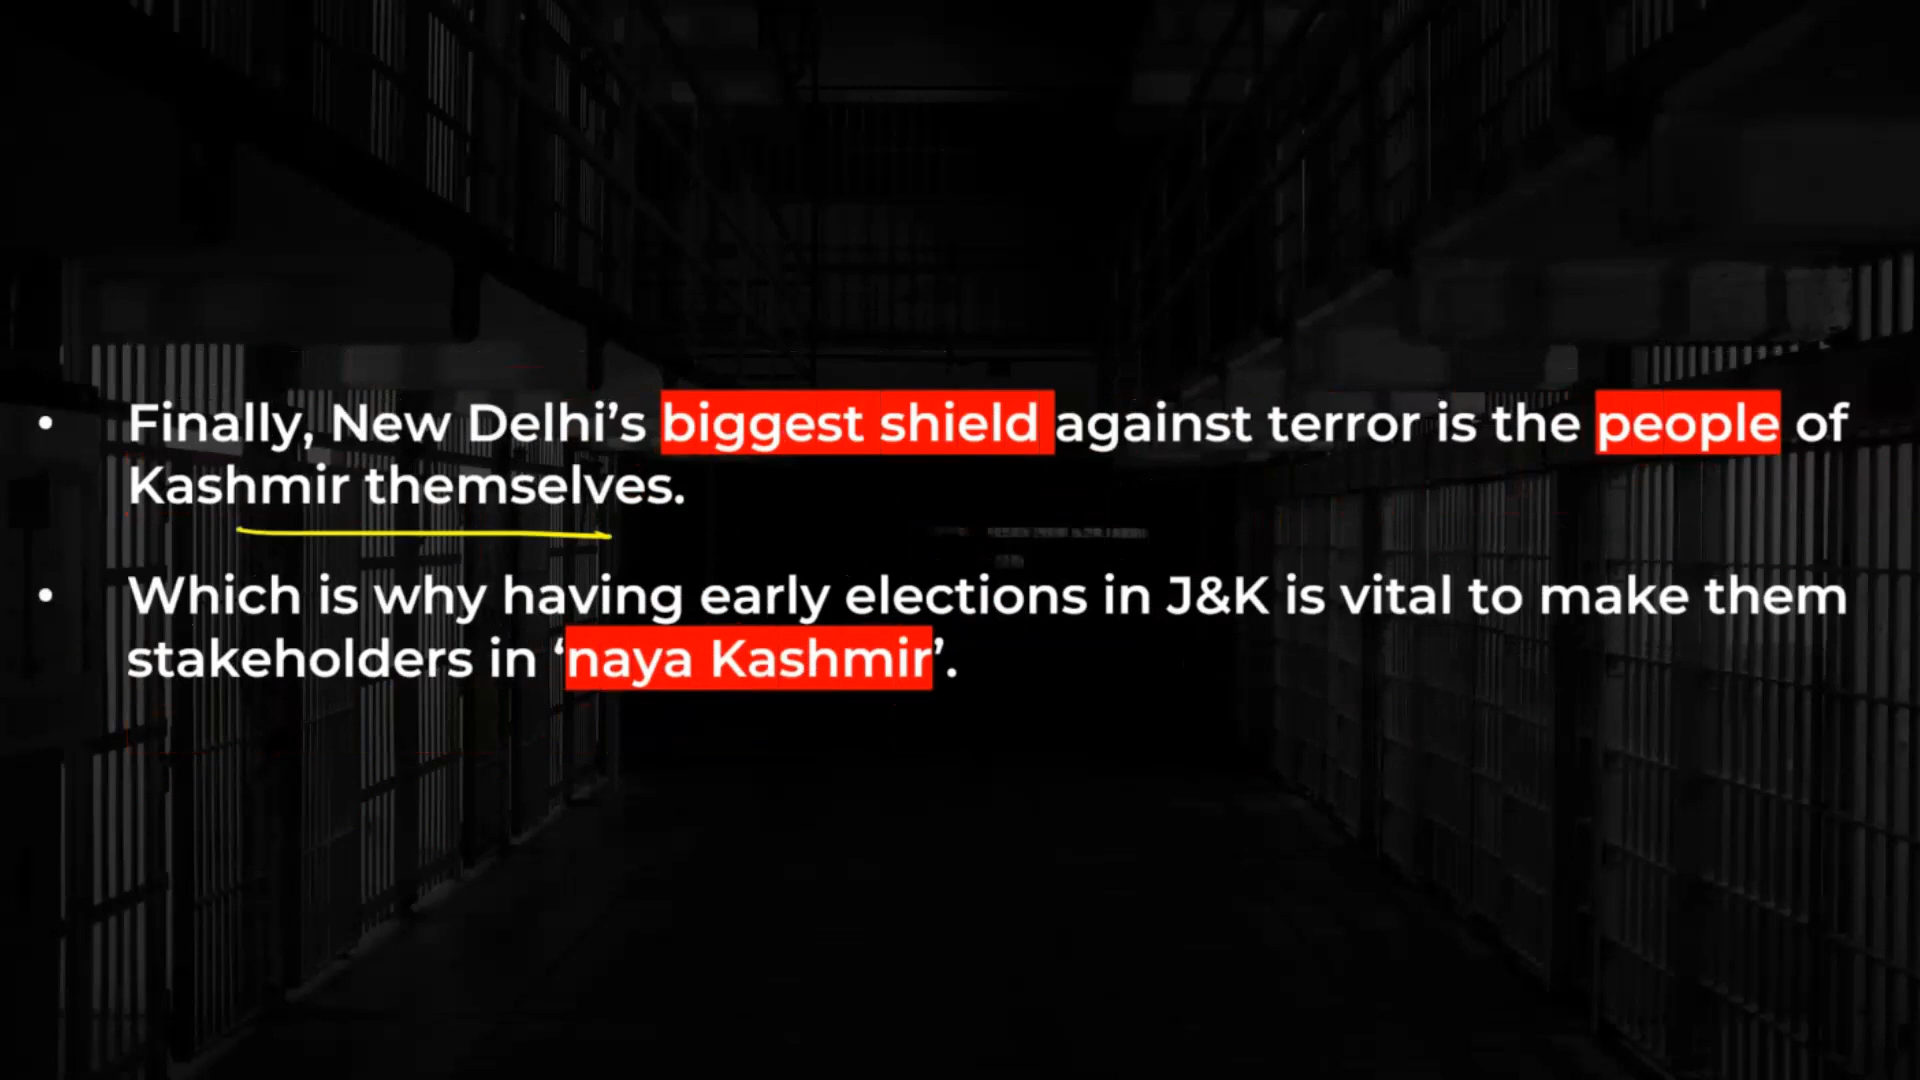 • Finally, New Delhi’s biggest shield against terror is the people of
Kashmir themselves.
• Which is why having early elections in J&K is vital to make them
stakeholders in ‘naya Kashmir’.